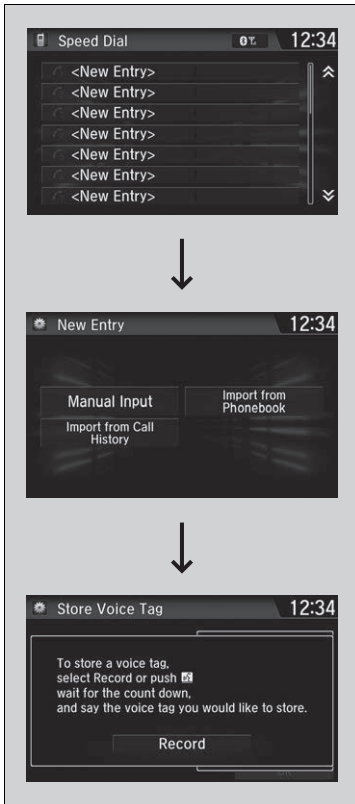 Speed Dial 12:34
<New Entry>
<New Entry>
<New Entry>
<New Entry>
<New Entry>
<New Entry>
<New Entry>
New Entry 12:34
Manual Input
Import from
Phonebook
Import from Call
History
Store Voice Tag 12:34
To store a voice tag,
select Record or push
wait for the count down,
and say the voice tag you would like to store.
Record
OK